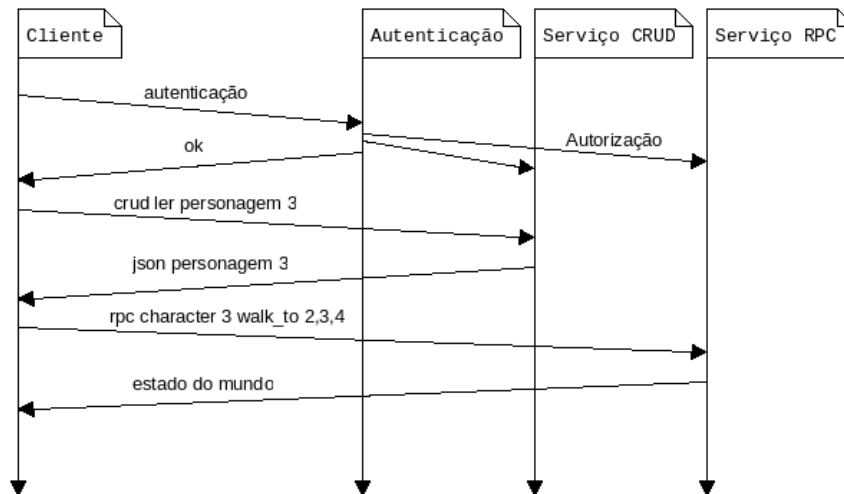 Cliente
Autenticação
Serviço CRUD
Serviço RPC
autenticação
Autorização
ok
crud ler personagem 3
json personagem 3
rpc character 3 walk_to 2,3,4
estado do mundo